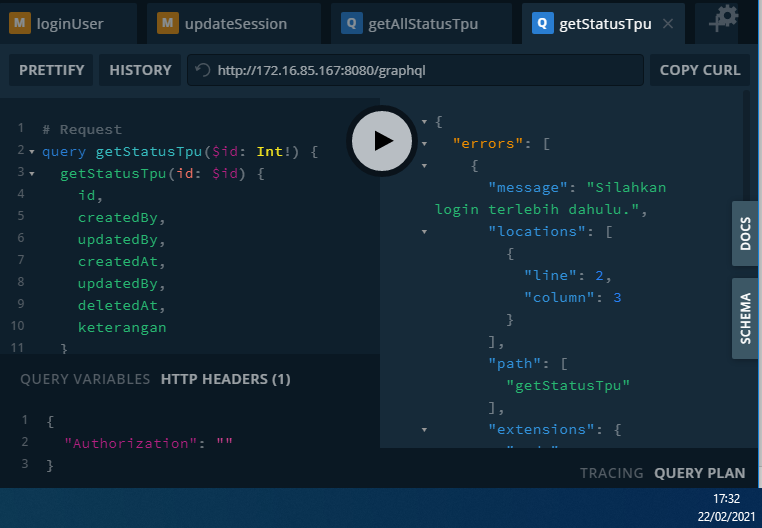 M loginUser
M updateSession
Q getAllStatusTpu
Q getStatusTpu ×
PRETTIFY
HISTORY
http://172.16.85.167:8080/graphql
COPY CURL
1 # Request
2 query getStatusTpu($id: Int!) {
3 getStatusTpu(id: $id) {
4 id,
5 createdBy,
6 updatedBy,
7 createdAt,
8 updatedBy,
9 deletedAt,
10 keterangan
11 }
QUERY VARIABLES HTTP HEADERS (1)
1 {
2 "Authorization": ""
3 }
{
"errors": [
{
"message": "Silahkan
login terlebih dahulu.",
"locations": [
{
"line": 2,
"column": 3
}
],
"path": [
"getStatusTpu"
],
"extensions": {
DOCS
SCHEMA
TRACING QUERY PLAN
17:32
22/02/2021